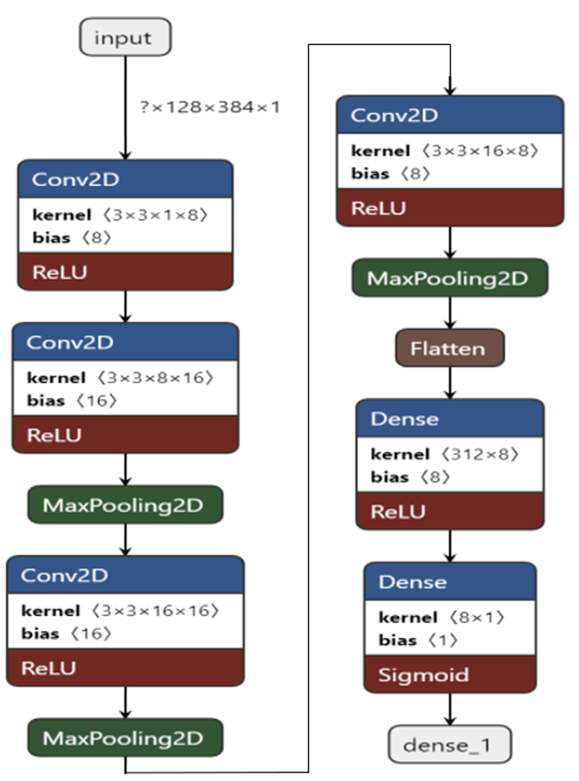 input
?×128×384×1
Conv2D
kernel ⟨3×3×1×8⟩
bias ⟨8⟩
ReLU
Conv2D
kernel ⟨3×3×8×16⟩
bias ⟨16⟩
ReLU
MaxPooling2D
Conv2D
kernel ⟨3×3×16×16⟩
bias ⟨16⟩
ReLU
MaxPooling2D
Conv2D
kernel ⟨3×3×16×8⟩
bias ⟨8⟩
ReLU
MaxPooling2D
Flatten
Dense
kernel ⟨312×8⟩
bias ⟨8⟩
ReLU
Dense
kernel ⟨8×1⟩
bias ⟨1⟩
Sigmoid
dense_1